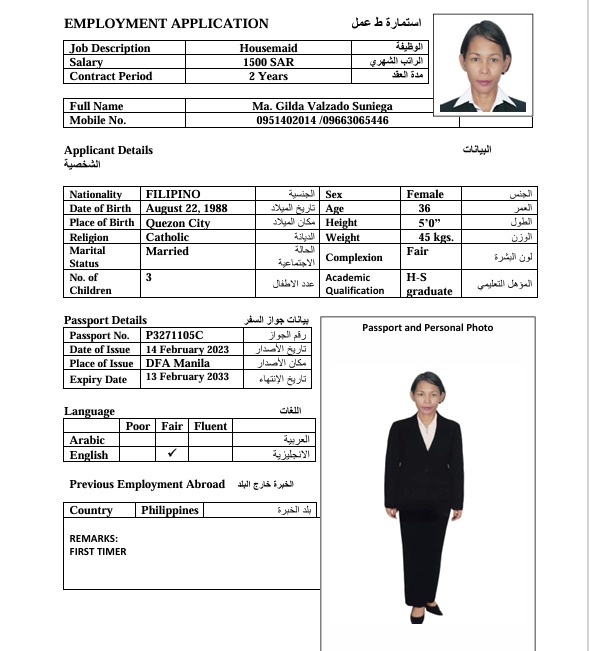 EMPLOYMENT APPLICATION استمارة ط عمل
Job Description Housemaid الوظيفة
Salary 1500 SAR الراتب الشهري
Contract Period 2 Years مدة العقد
Full Name Ma. Gilda Valzado Suniega
Mobile No. 0951402014 /09663065446
Applicant Details البيانات
الشخصية
Nationality FILIPINO الجنسية Sex Female الجنس
Date of Birth August 22, 1988 تاريخ الميلاد Age 36 العمر
Place of Birth Quezon City مكان الميلاد Height 5’0” الطول
Religion Catholic الديانة Weight 45 kgs. الوزن
Marital Status Married الحالة الاجتماعية Complexion Fair لون البشرة
No. of Children 3 عدد الاطفال Academic Qualification H-S graduate المؤهل التعليمي
Passport Details بيانات جواز السفر
Passport No. P3271105C رقم الجواز
Date of Issue 14 February 2023 تاريخ الأصدار
Place of Issue DFA Manila مكان الأصدار
Expiry Date 13 February 2033 تاريخ الإنتهاء
Passport and Personal Photo
Language اللغات
Poor Fair Fluent
Arabic العربية
English ✓ الانجليزية
Previous Employment Abroad الخبرة خارج البلد
Country Philippines بلد الخبرة
REMARKS:
FIRST TIMER